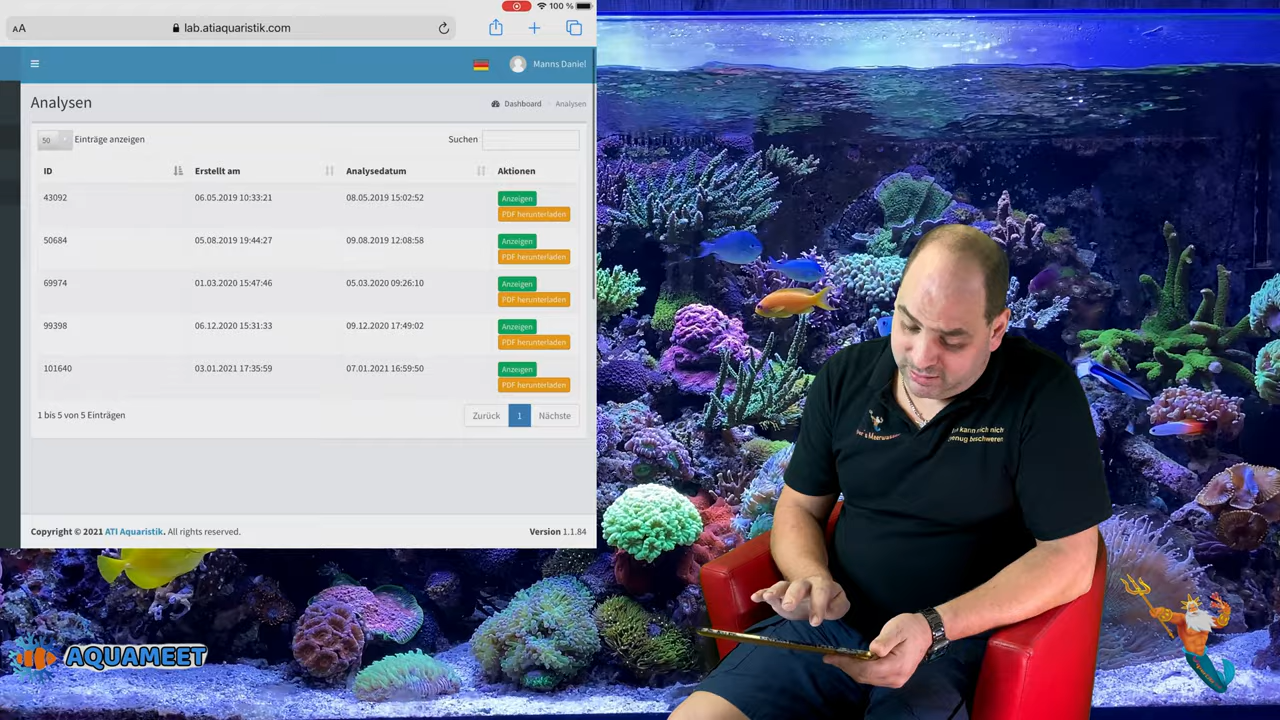 100 %
AA
lab.atiaquaristik.com
Manns Daniel
Analysen
Dashboard
Analysen
50
Einträge anzeigen
Suchen
ID
Erstellt am
Analysedatum
Aktionen
43092
06.05.2019 10:33:21
08.05.2019 15:02:52
Anzeigen
PDF herunterladen
50684
05.08.2019 19:44:27
09.08.2019 12:08:58
Anzeigen
PDF herunterladen
69974
01.03.2020 15:47:46
05.03.2020 09:26:10
Anzeigen
PDF herunterladen
99398
06.12.2020 15:31:33
09.12.2020 17:49:02
Anzeigen
PDF herunterladen
101640
03.01.2021 17:35:59
07.01.2021 16:59:50
Anzeigen
PDF herunterladen
1 bis 5 von 5 Einträgen
Zurück
1
Nächste
Copyright © 2021 ATI Aquaristik. All rights reserved.
Version 1.1.84
kann mich nich
genug bischweren
AQUAMEET